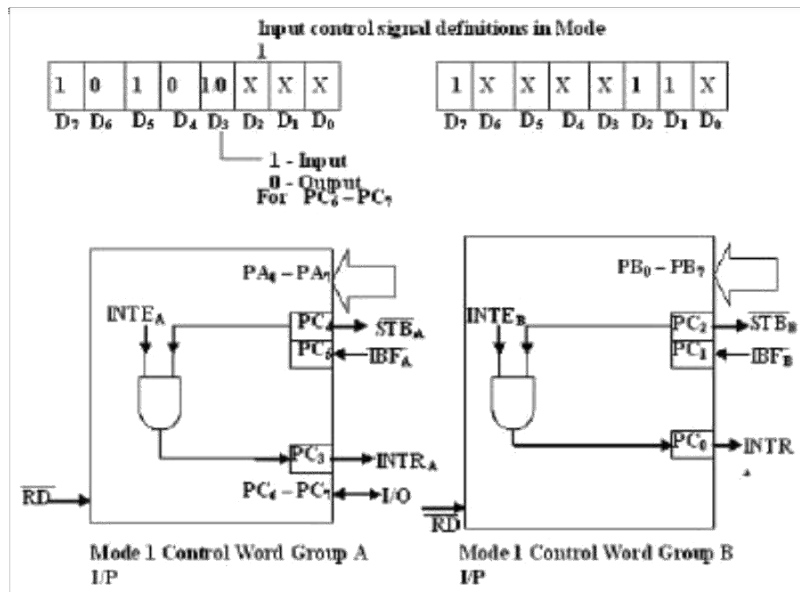 Input control signal definitions in Mode
1
1 0 1 0 1/0 X X X
1 X X X X 1 1 X
D7 D6 D5 D4 D3 D2 D1 D0
D7 D6 D5 D4 D3 D2 D1 D0
1 - Input
0 - Output
For PC6 – PC7
PA0 – PA7
INTEA
PC4
STBA
PC5
IBFA
PC3
INTRA
PC6 – PC7
I/O
RD
Mode 1 Control Word Group A
I/P
PB0 – PB7
INTEB
PC2
STBB
PC1
IBFB
PC0
INTR
RD
Mode 1 Control Word Group B
I/P